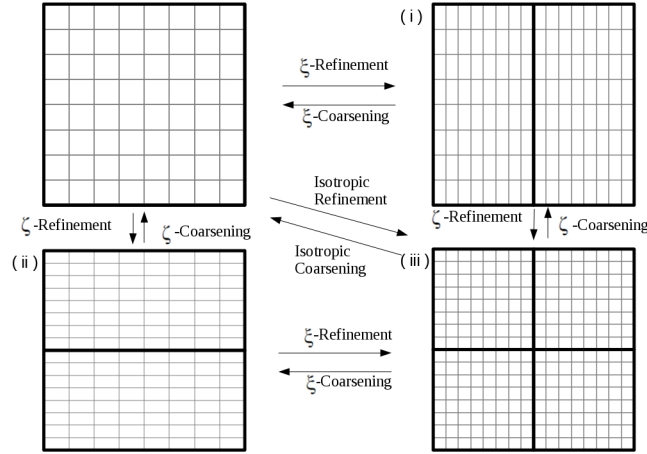 ( i )
ξ-Refinement
ξ-Coarsening
Isotropic
Refinement
ζ-Refinement
ζ-Coarsening
ζ-Refinement
ζ-Coarsening
Isotropic
Coarsening
( ii )
( iii )
ξ-Refinement
ξ-Coarsening